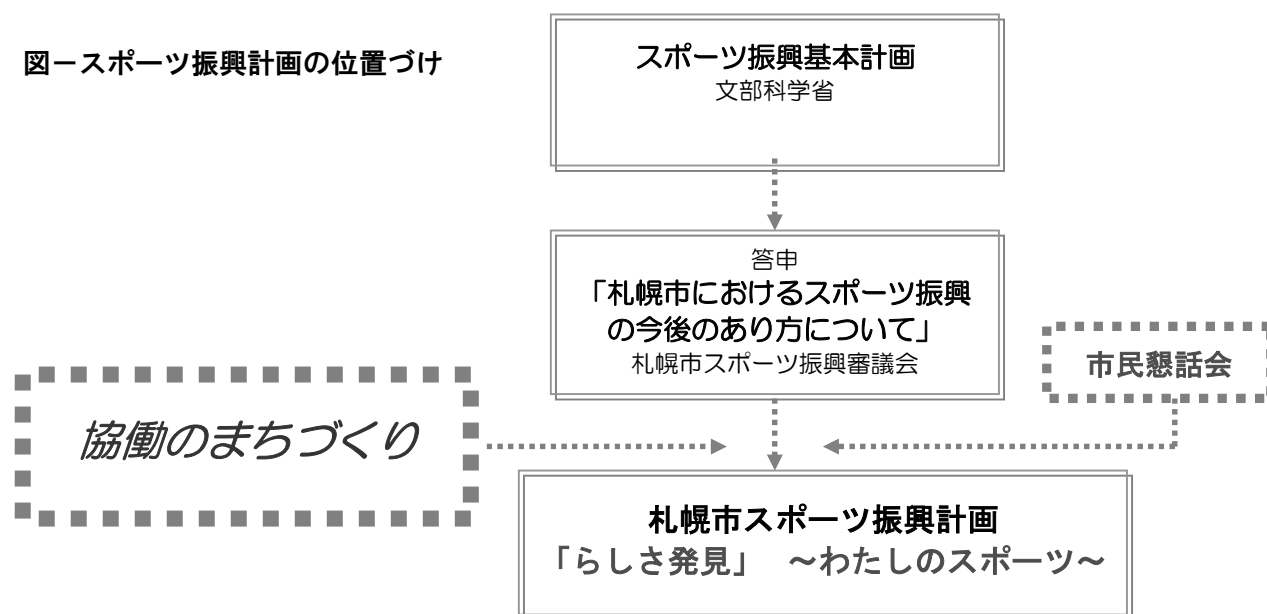 図－スポーツ振興計画の位置づけ
スポーツ振興基本計画
文部科学省
答申
「札幌市におけるスポーツ振興
の今後のあり方について」
札幌市スポーツ振興審議会
市民懇話会
協働のまちづくり
札幌市スポーツ振興計画
「らしさ発見」　～わたしのスポーツ～